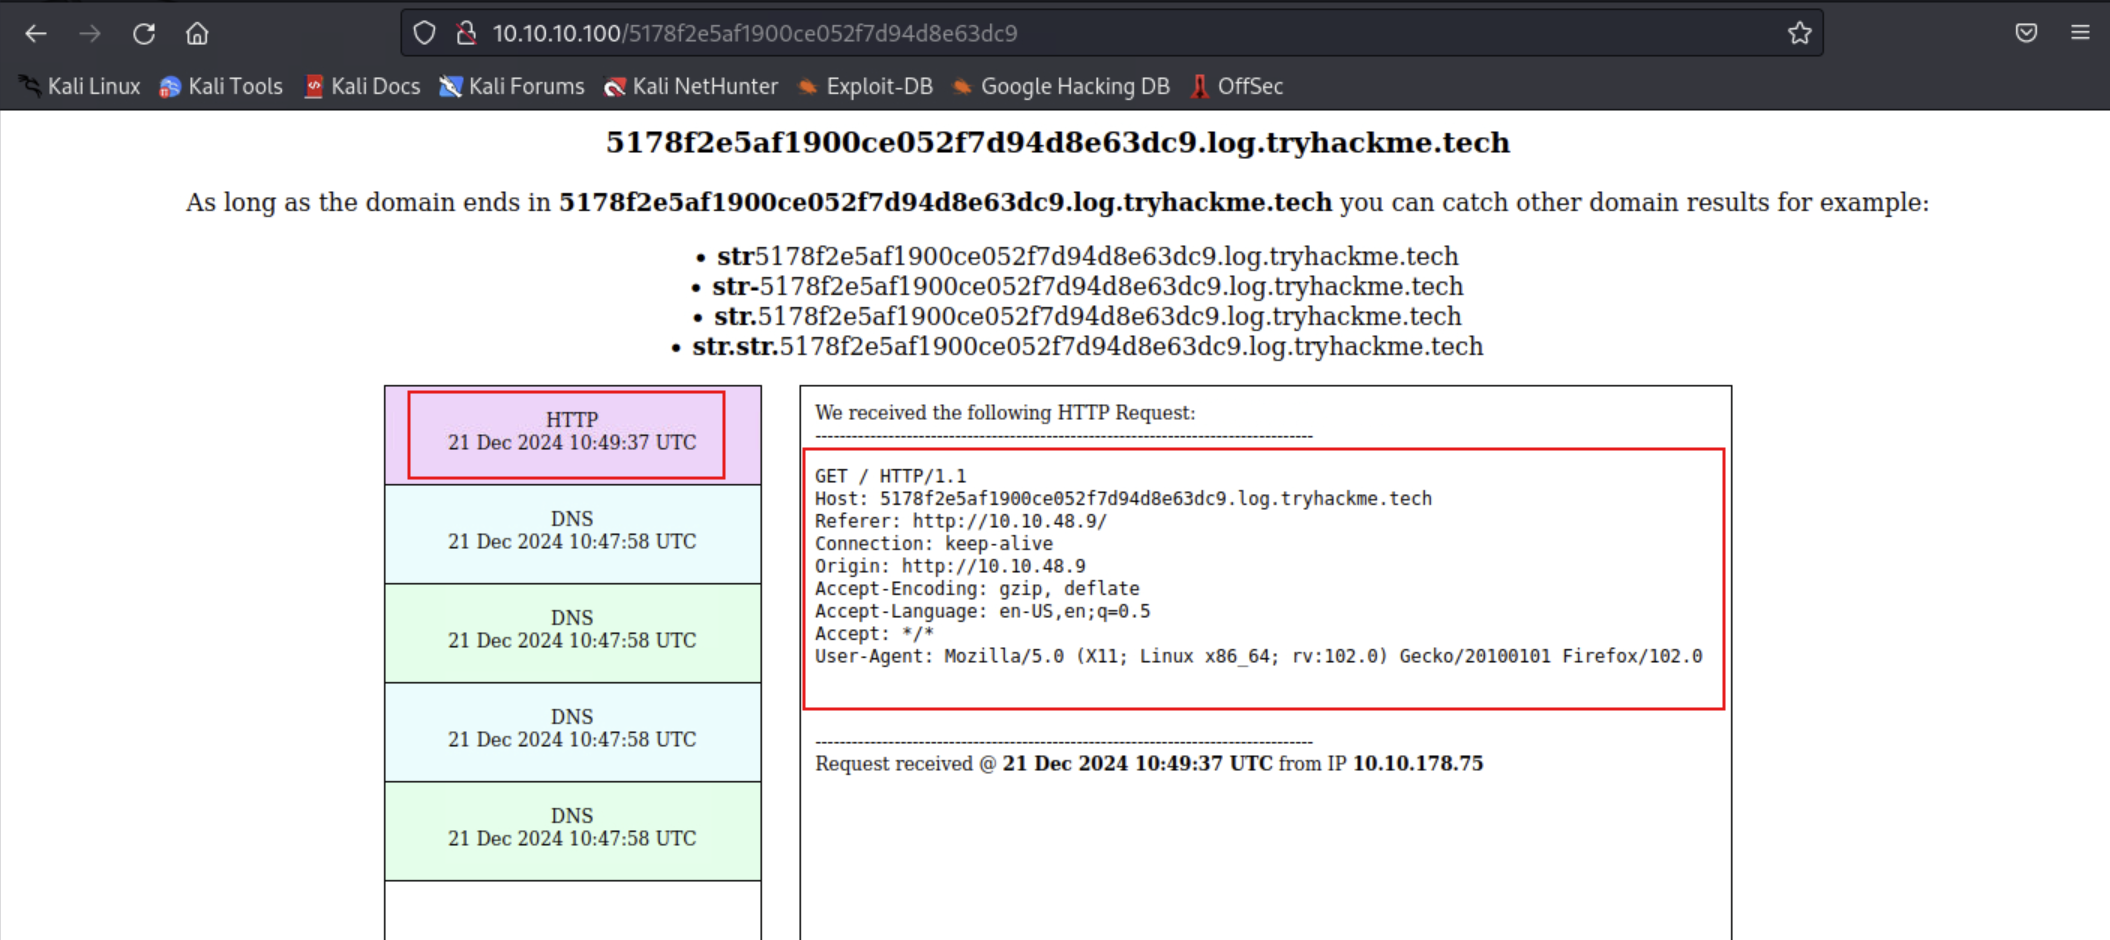 10.10.10.100/5178f2e5af1900ce052f7d94d8e63dc9
Kali Linux Kali Tools Kali Docs Kali Forums Kali NetHunter Exploit-DB Google Hacking DB OffSec
5178f2e5af1900ce052f7d94d8e63dc9.log.tryhackme.tech
As long as the domain ends in 5178f2e5af1900ce052f7d94d8e63dc9.log.tryhackme.tech you can catch other domain results for example:
• str5178f2e5af1900ce052f7d94d8e63dc9.log.tryhackme.tech
• str-5178f2e5af1900ce052f7d94d8e63dc9.log.tryhackme.tech
• str.5178f2e5af1900ce052f7d94d8e63dc9.log.tryhackme.tech
• str.str.5178f2e5af1900ce052f7d94d8e63dc9.log.tryhackme.tech
HTTP
21 Dec 2024 10:49:37 UTC
DNS
21 Dec 2024 10:47:58 UTC
DNS
21 Dec 2024 10:47:58 UTC
DNS
21 Dec 2024 10:47:58 UTC
DNS
21 Dec 2024 10:47:58 UTC
We received the following HTTP Request:
-----------------------------------------------------------------------------------
GET / HTTP/1.1
Host: 5178f2e5af1900ce052f7d94d8e63dc9.log.tryhackme.tech
Referer: http://10.10.48.9/
Connection: keep-alive
Origin: http://10.10.48.9
Accept-Encoding: gzip, deflate
Accept-Language: en-US,en;q=0.5
Accept: */*
User-Agent: Mozilla/5.0 (X11; Linux x86_64; rv:102.0) Gecko/20100101 Firefox/102.0
-----------------------------------------------------------------------------------
Request received @ 21 Dec 2024 10:49:37 UTC from IP 10.10.178.75